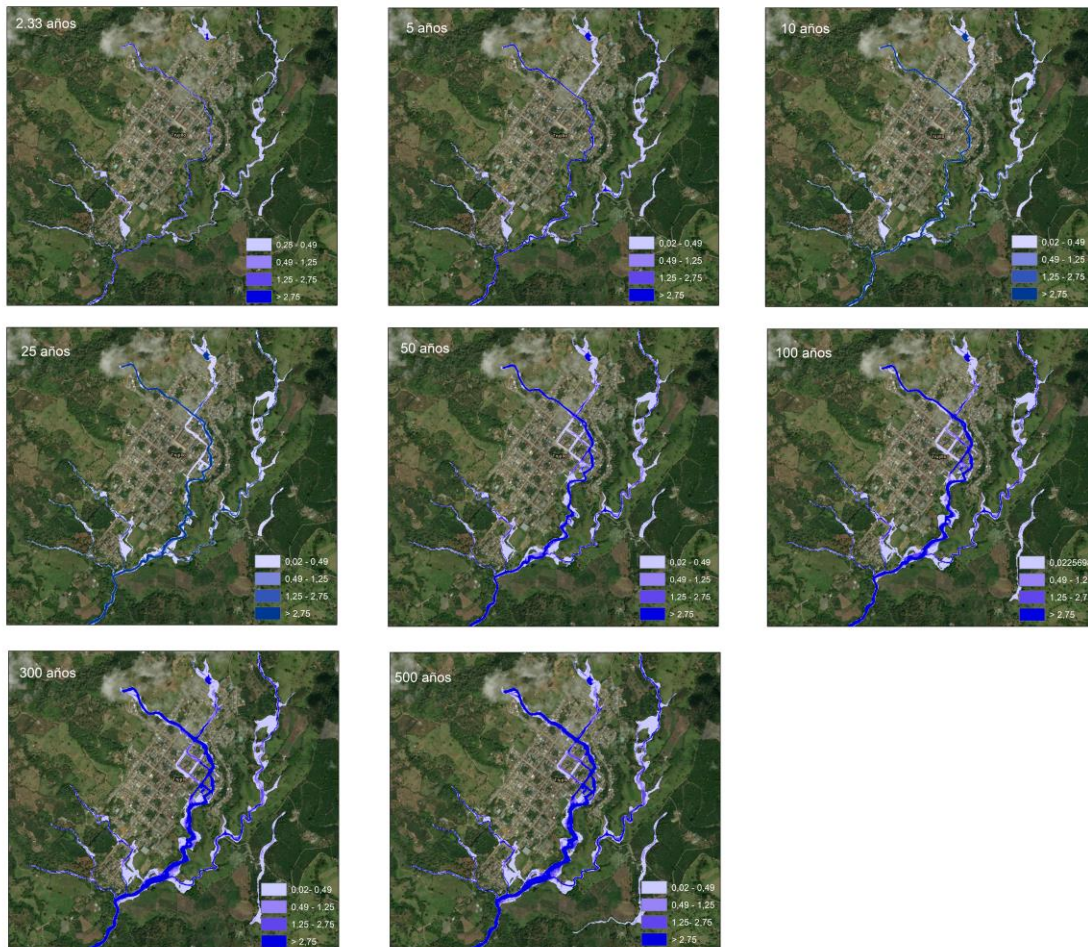 2.33 años
0,28 - 0,49
0,49 - 1,25
1,25 - 2,75
> 2,75
5 años
0,02 - 0,49
0,49 - 1,25
1,25 - 2,75
> 2,75
10 años
0,02 - 0,49
0,49 - 1,25
1,25 - 2,75
> 2,75
25 años
0,02 - 0,49
0,49 - 1,25
1,25 - 2,75
> 2,75
50 años
0,02 - 0,49
0,49 - 1,25
1,25 - 2,75
> 2,75
100 años
0,0225698
0,49 - 1,2
1,25 - 2,75
> 2,75
300 años
0,02- 0,49
0,49 - 1,25
1,25 - 2,75
> 2,75
500 años
0,02 - 0,49
0,49 - 1,25
1,25 - 2,75
> 2,75